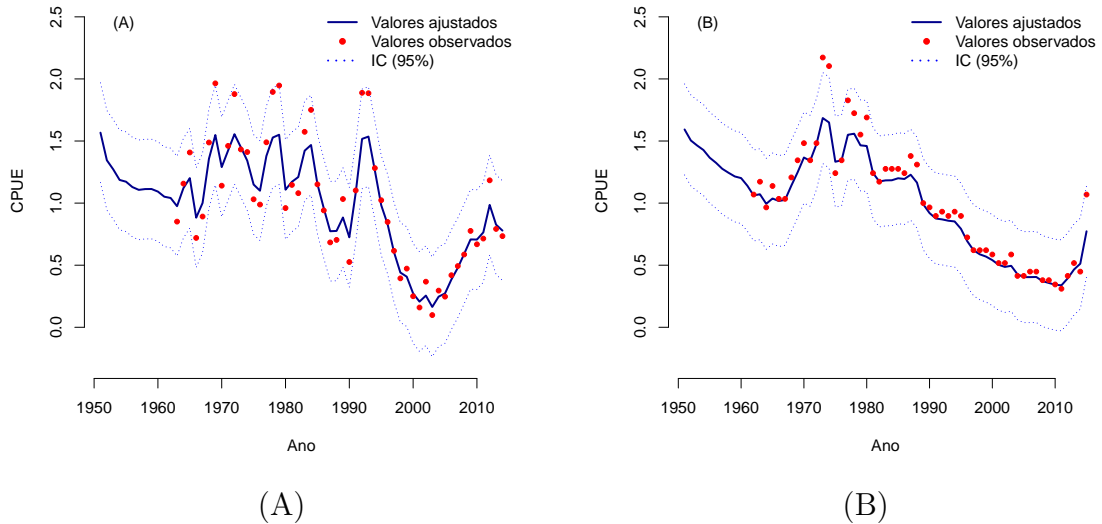 (A)
Valores ajustados
Valores observados
IC (95%)
CPUE
2.5
2.0
1.5
1.0
0.5
0.0
1950 1960 1970 1980 1990 2000 2010
Ano
(A)
(B)
Valores ajustados
Valores observados
IC (95%)
CPUE
2.5
2.0
1.5
1.0
0.5
0.0
1950 1960 1970 1980 1990 2000 2010
Ano
(B)